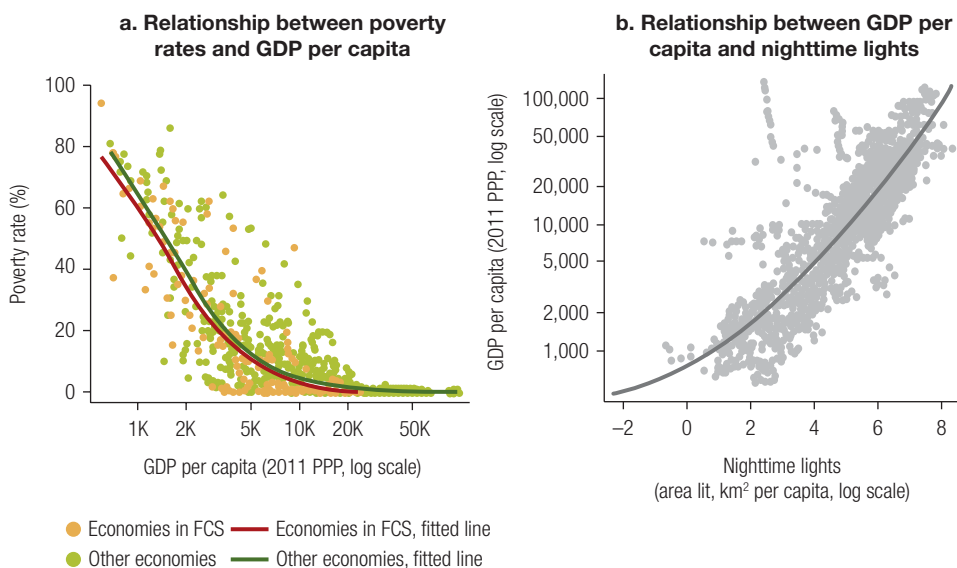 a. Relationship between poverty
rates and GDP per capita
100
80
60
40
20
0
Poverty rate (%)
1K
2K
5K
10K
20K
50K
GDP per capita (2011 PPP, log scale)
b. Relationship between GDP per
capita and nighttime lights
100,000
50,000
20,000
10,000
5,000
2,000
1,000
GDP per capita (2011 PPP, log scale)
–2
0
2
4
6
8
Nighttime lights
(area lit, km² per capita, log scale)
Economies in FCS
Economies in FCS, fitted line
Other economies
Other economies, fitted line